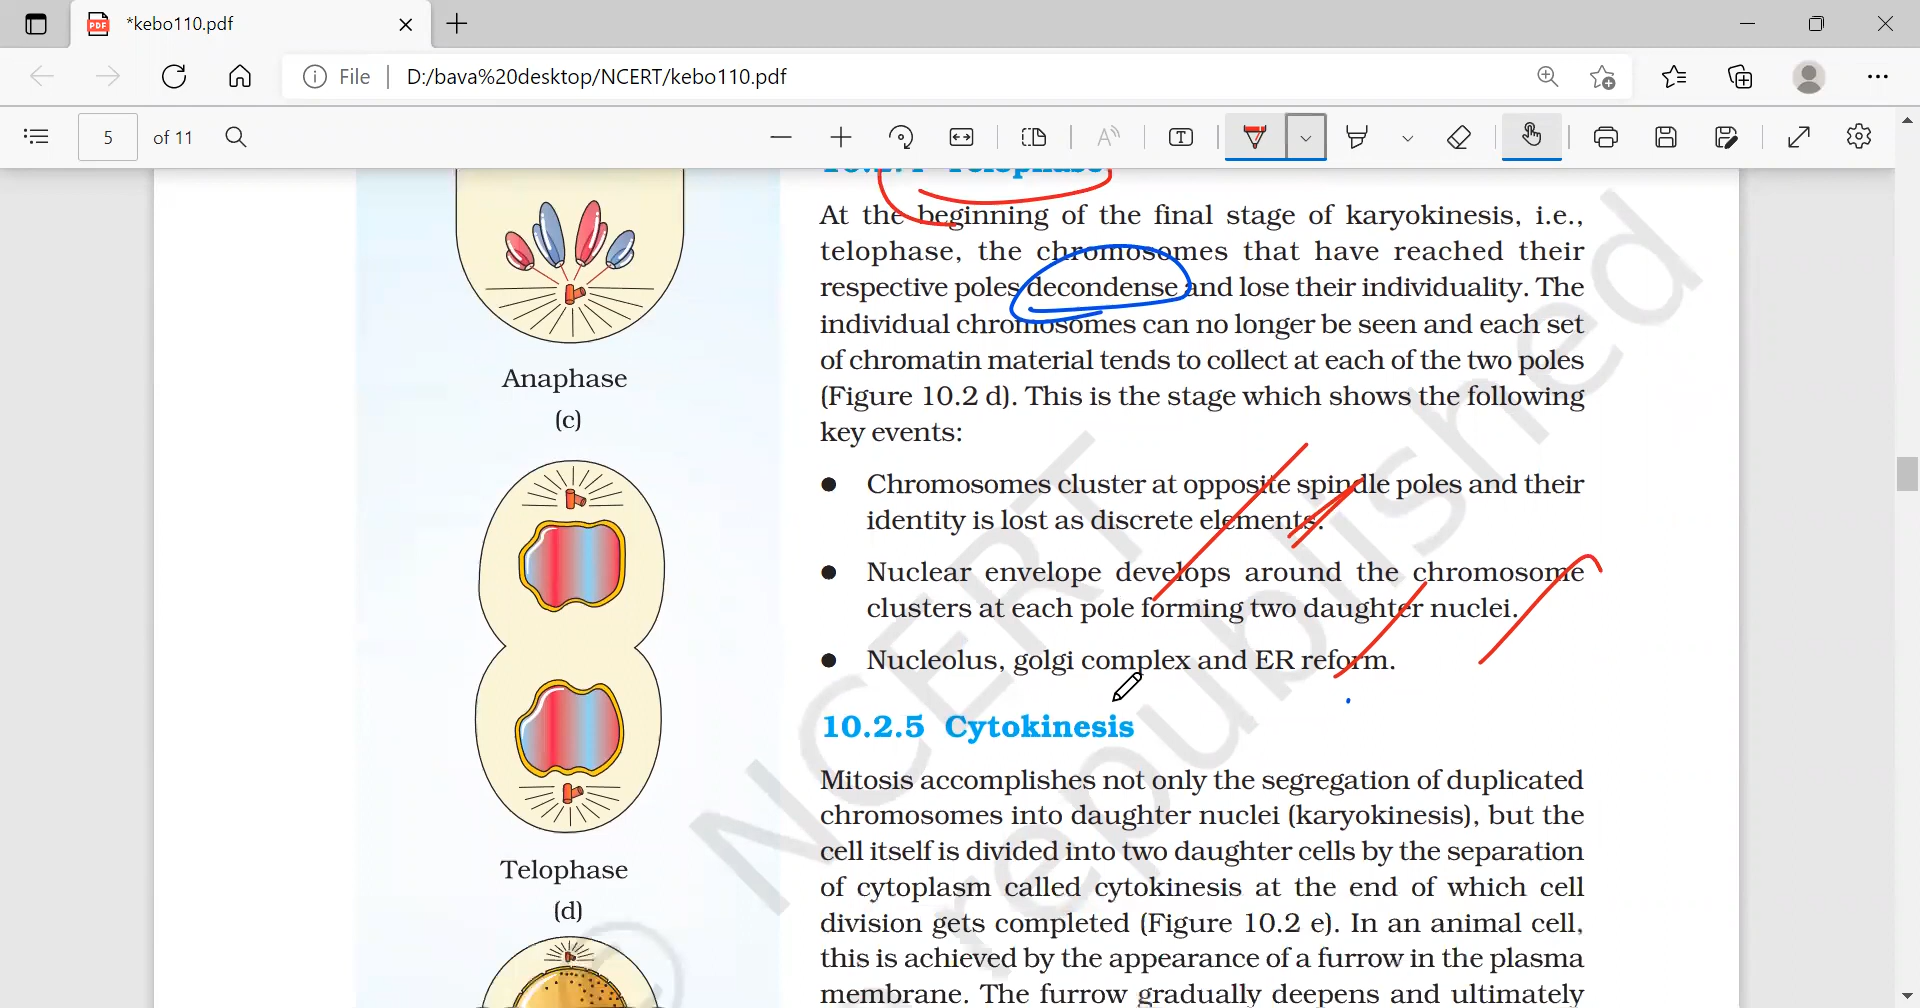 *kebo110.pdf
File
D:/bava%20desktop/NCERT/kebo110.pdf
5 of 11
10.2.4 Telophase
At the beginning of the final stage of karyokinesis, i.e.,
telophase, the chromosomes that have reached their
respective poles decondense and lose their individuality. The
individual chromosomes can no longer be seen and each set
of chromatin material tends to collect at each of the two poles
(Figure 10.2 d). This is the stage which shows the following
key events:
● Chromosomes cluster at opposite spindle poles and their
identity is lost as discrete elements.
● Nuclear envelope develops around the chromosome
clusters at each pole forming two daughter nuclei.
● Nucleolus, golgi complex and ER reform.
10.2.5 Cytokinesis
Mitosis accomplishes not only the segregation of duplicated
chromosomes into daughter nuclei (karyokinesis), but the
cell itself is divided into two daughter cells by the separation
of cytoplasm called cytokinesis at the end of which cell
division gets completed (Figure 10.2 e). In an animal cell,
this is achieved by the appearance of a furrow in the plasma
membrane. The furrow gradually deepens and ultimately
Anaphase
(c)
Telophase
(d)
© NCERT
republished